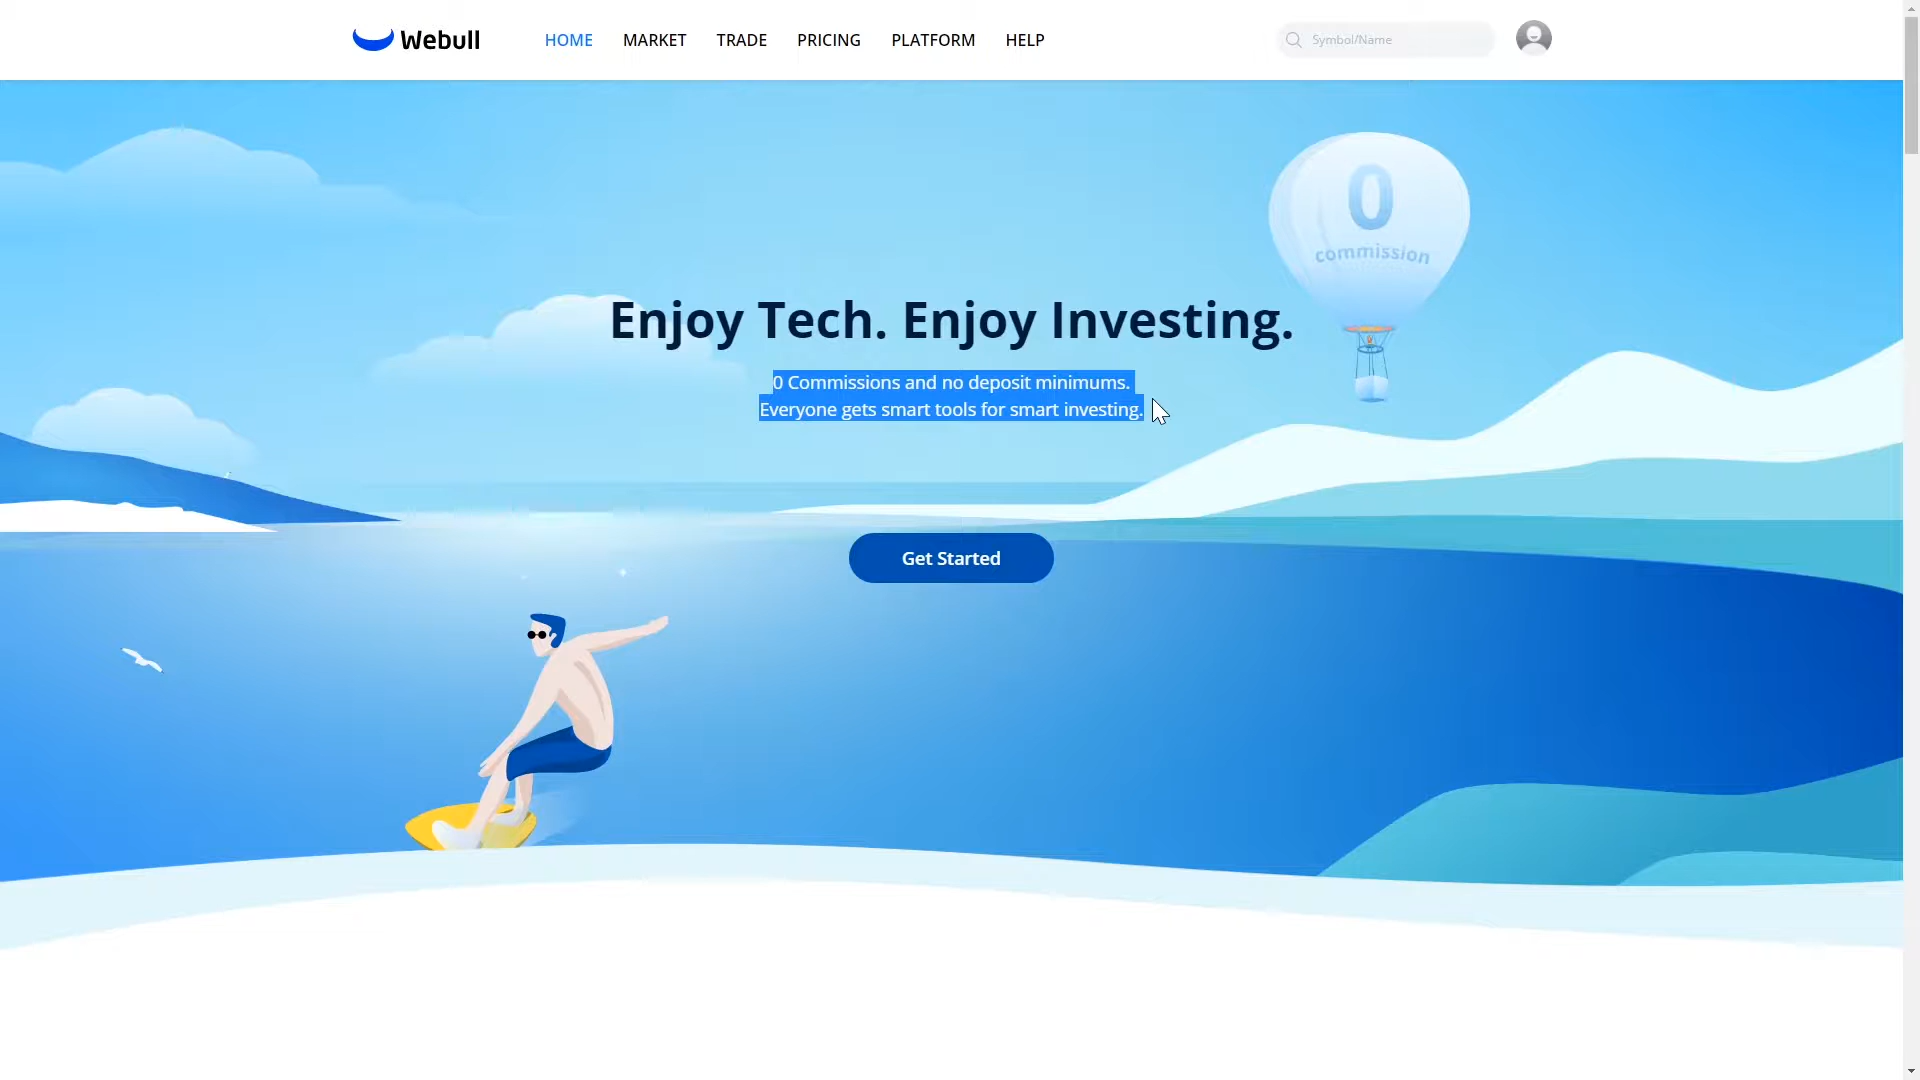 Webull
HOME MARKET TRADE PRICING PLATFORM HELP
Symbol/Name
0
commission
Enjoy Tech. Enjoy Investing.
0 Commissions and no deposit minimums.
Everyone gets smart tools for smart investing.
Get Started